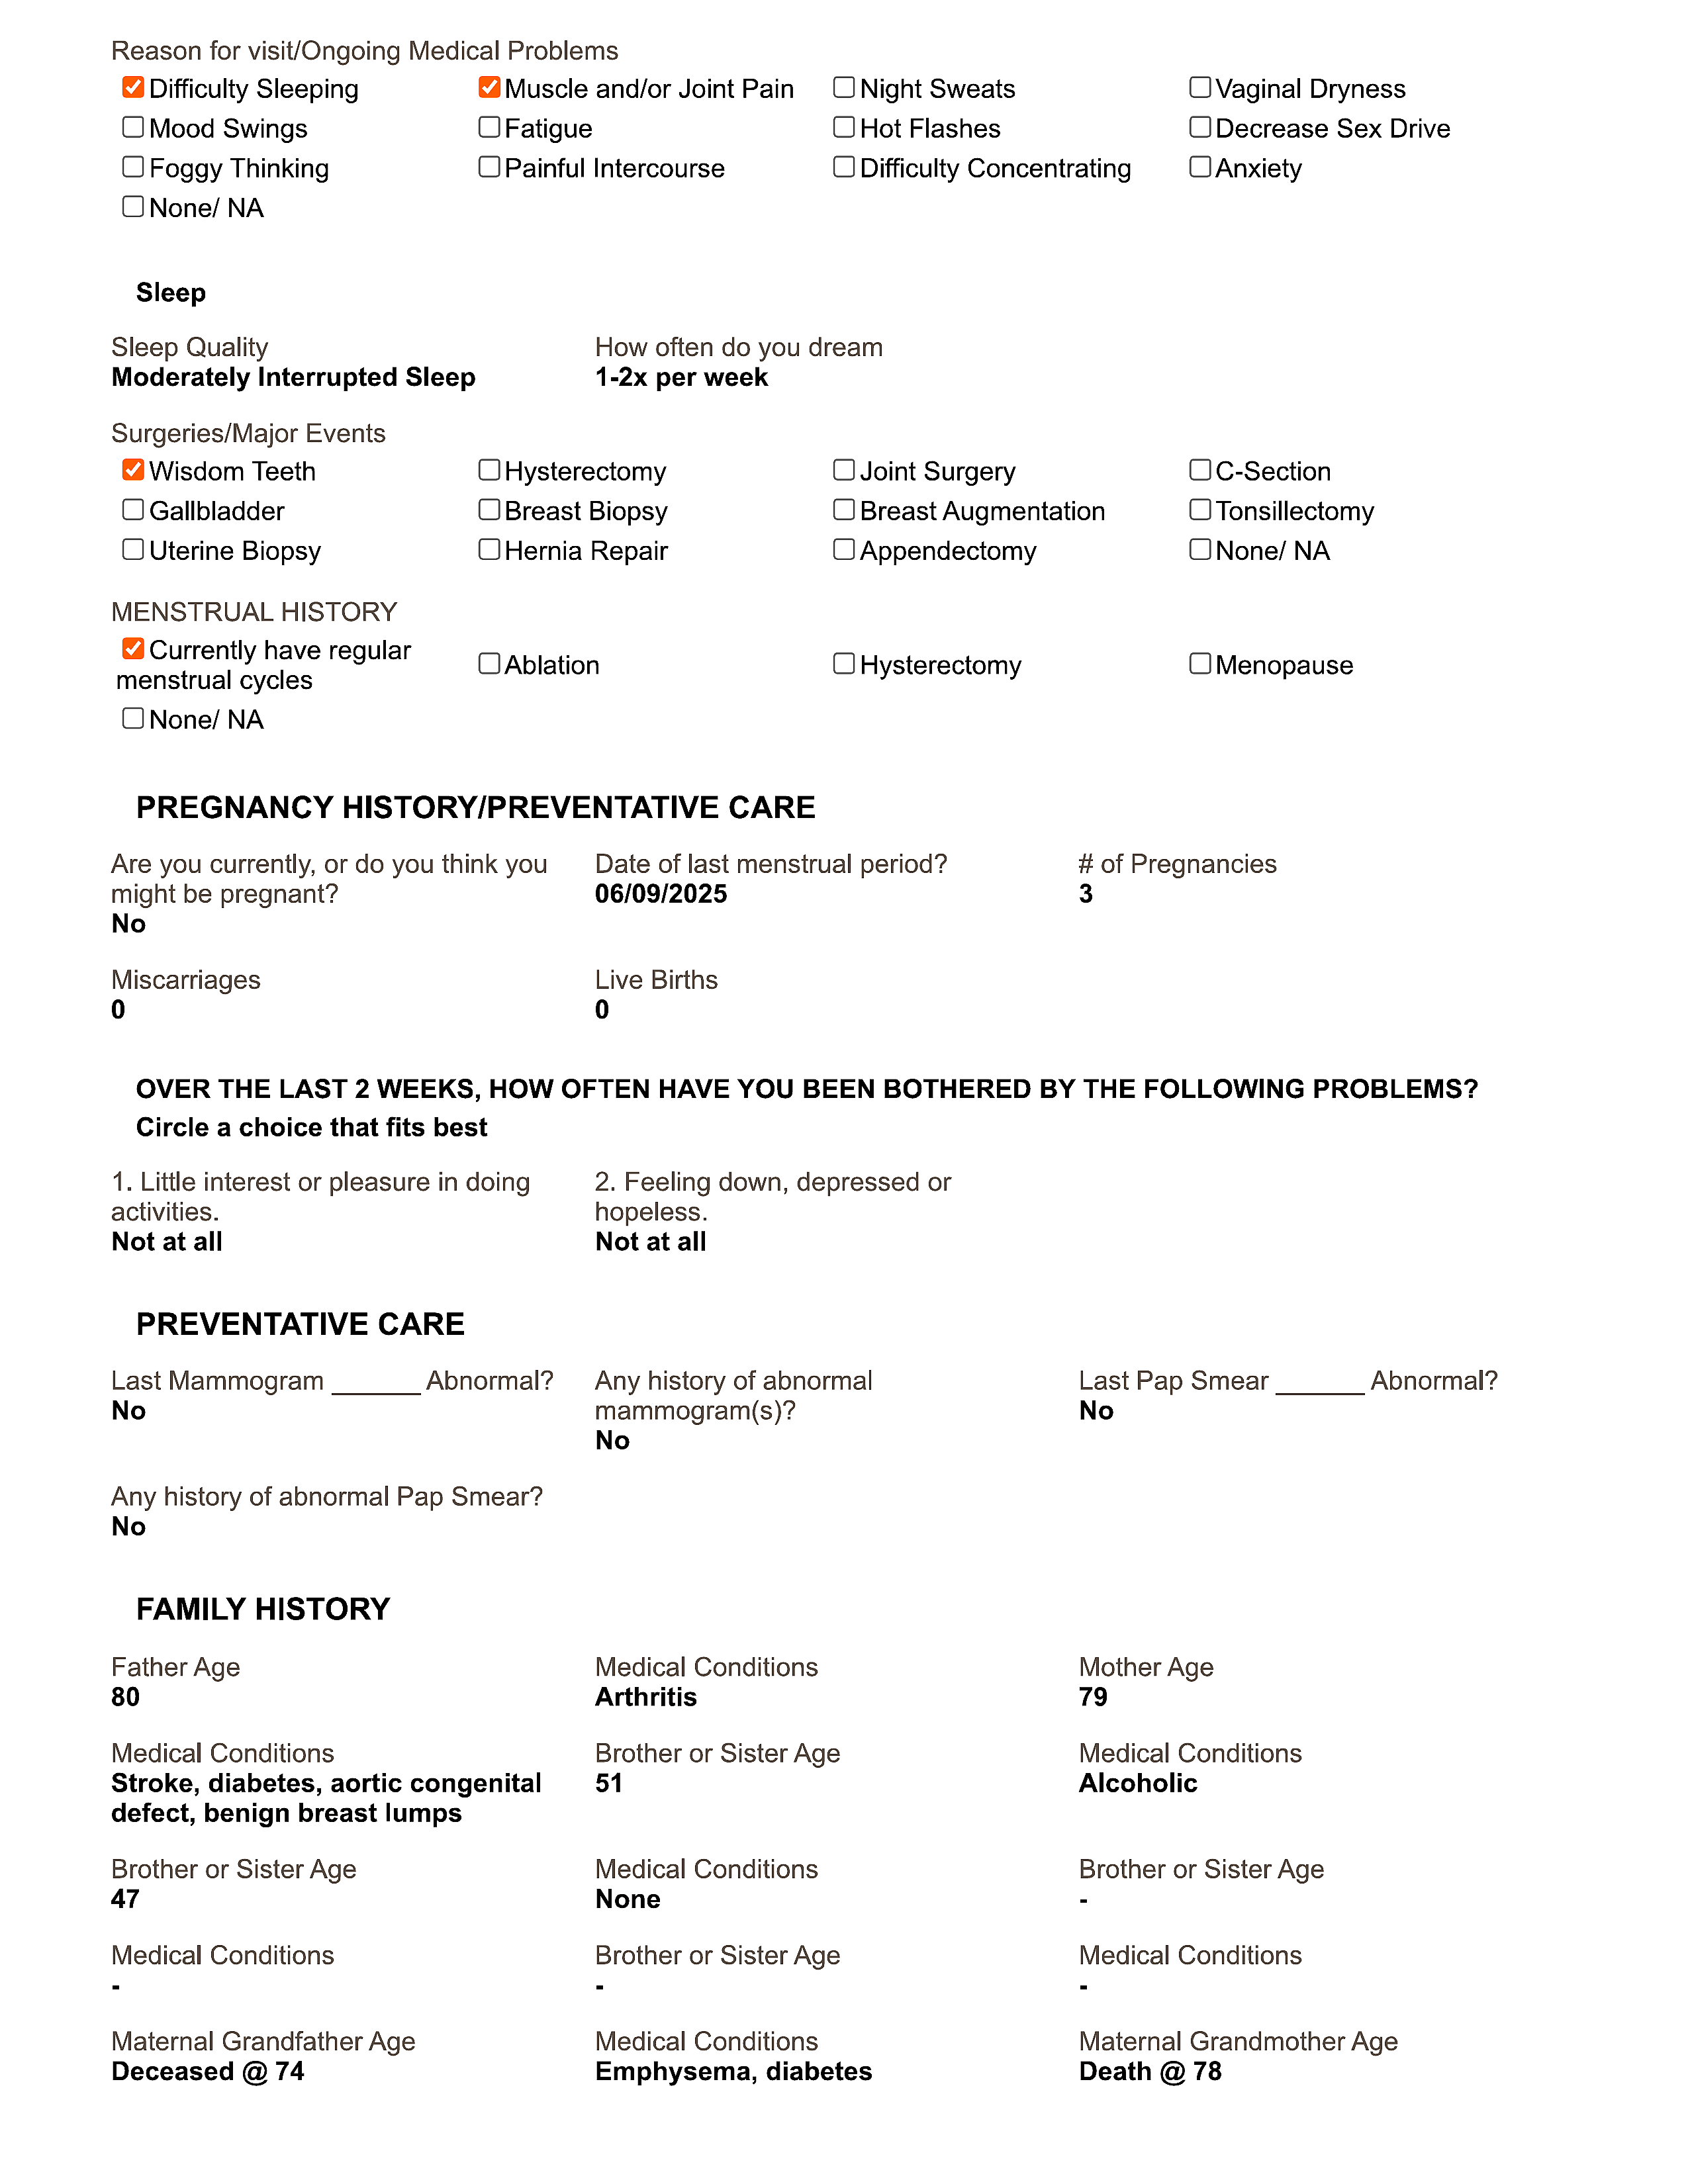 Reason for visit/Ongoing Medical Problems
Difficulty Sleeping Muscle and/or Joint Pain Night Sweats Vaginal Dryness
Mood Swings Fatigue Hot Flashes Decrease Sex Drive
Foggy Thinking Painful Intercourse Difficulty Concentrating Anxiety
None/ NA
Sleep
Sleep Quality How often do you dream
Moderately Interrupted Sleep 1-2x per week
Surgeries/Major Events
Wisdom Teeth Hysterectomy Joint Surgery C-Section
Gallbladder Breast Biopsy Breast Augmentation Tonsillectomy
Uterine Biopsy Hernia Repair Appendectomy None/ NA
MENSTRUAL HISTORY
Currently have regular
menstrual cycles Ablation Hysterectomy Menopause
None/ NA
PREGNANCY HISTORY/PREVENTATIVE CARE
Are you currently, or do you think you Date of last menstrual period? # of Pregnancies
might be pregnant? 06/09/2025 3
No
Miscarriages Live Births
0 0
OVER THE LAST 2 WEEKS, HOW OFTEN HAVE YOU BEEN BOTHERED BY THE FOLLOWING PROBLEMS?
Circle a choice that fits best
1. Little interest or pleasure in doing 2. Feeling down, depressed or
activities. hopeless.
Not at all Not at all
PREVENTATIVE CARE
Last Mammogram ______ Abnormal? Any history of abnormal Last Pap Smear ______ Abnormal?
No mammogram(s)? No
No
Any history of abnormal Pap Smear?
No
FAMILY HISTORY
Father Age Medical Conditions Mother Age
80 Arthritis 79
Medical Conditions Brother or Sister Age Medical Conditions
Stroke, diabetes, aortic congenital 51 Alcoholic
defect, benign breast lumps
Brother or Sister Age Medical Conditions Brother or Sister Age
47 None -
Medical Conditions Brother or Sister Age Medical Conditions
- - -
Maternal Grandfather Age Medical Conditions Maternal Grandmother Age
Deceased @ 74 Emphysema, diabetes Death @ 78